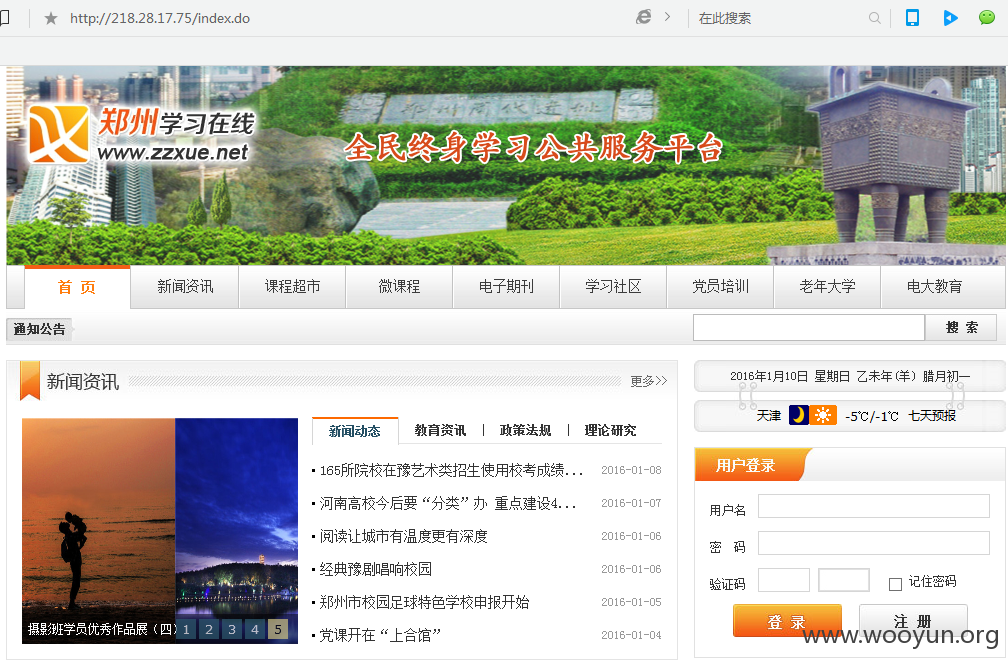 http://218.28.17.75/index.do
在此搜索
郑州学习在线
www.zzxue.net
全民终身学习公共服务平台
首 页 新闻资讯 课程超市 微课程 电子期刊 学习社区 党员培训 老年大学 电大教育
通知公告
搜 索
新闻资讯
更多>>
新闻动态 | 教育资讯 | 政策法规 | 理论研究
165所院校在豫艺术类招生使用校考成绩... 2016-01-08
河南高校今后要“分类”办 重点建设4... 2016-01-07
阅读让城市有温度更有深度 2016-01-06
经典豫剧唱响校园 2016-01-06
郑州市校园足球特色学校申报开始 2016-01-05
党课开在“上合馆” 2016-01-04
摄影班学员优秀作品展（四） 1 2 3 4 5
2016年1月10日 星期日 乙未年(羊) 腊月初一
天津 -5℃/-1℃ 七天预报
用户登录
用户名
密 码
验证码 记住密码
登 录 注 册
www.wooyun.org